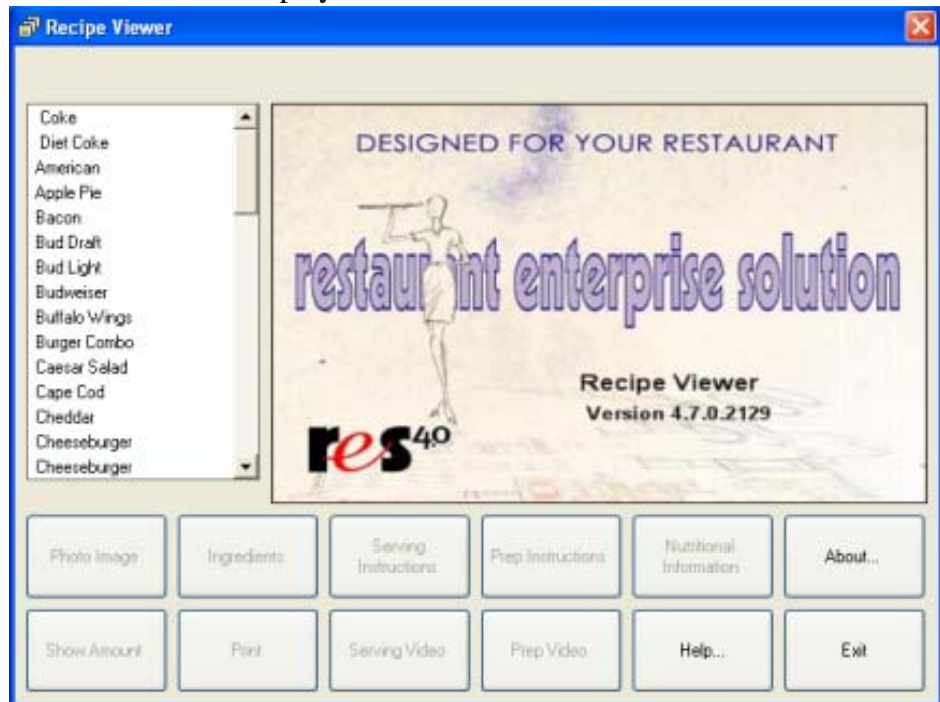 Recipe Viewer
Coke
Diet Coke
American
Apple Pie
Bacon
Bud Draft
Bud Light
Budweiser
Buffalo Wings
Burger Combo
Caesar Salad
Cape Cod
Cheddar
Cheeseburger
Cheeseburger
DESIGNED FOR YOUR RESTAURANT
restaurant enterprise solution
Recipe Viewer
Version 4.7.0.2129
res 4.0
Photo Image
Ingredients
Serving
Instructions
Prep Instructions
Nutritional
Information
About...
Show Amount
Print
Serving Video
Prep Video
Help...
Exit